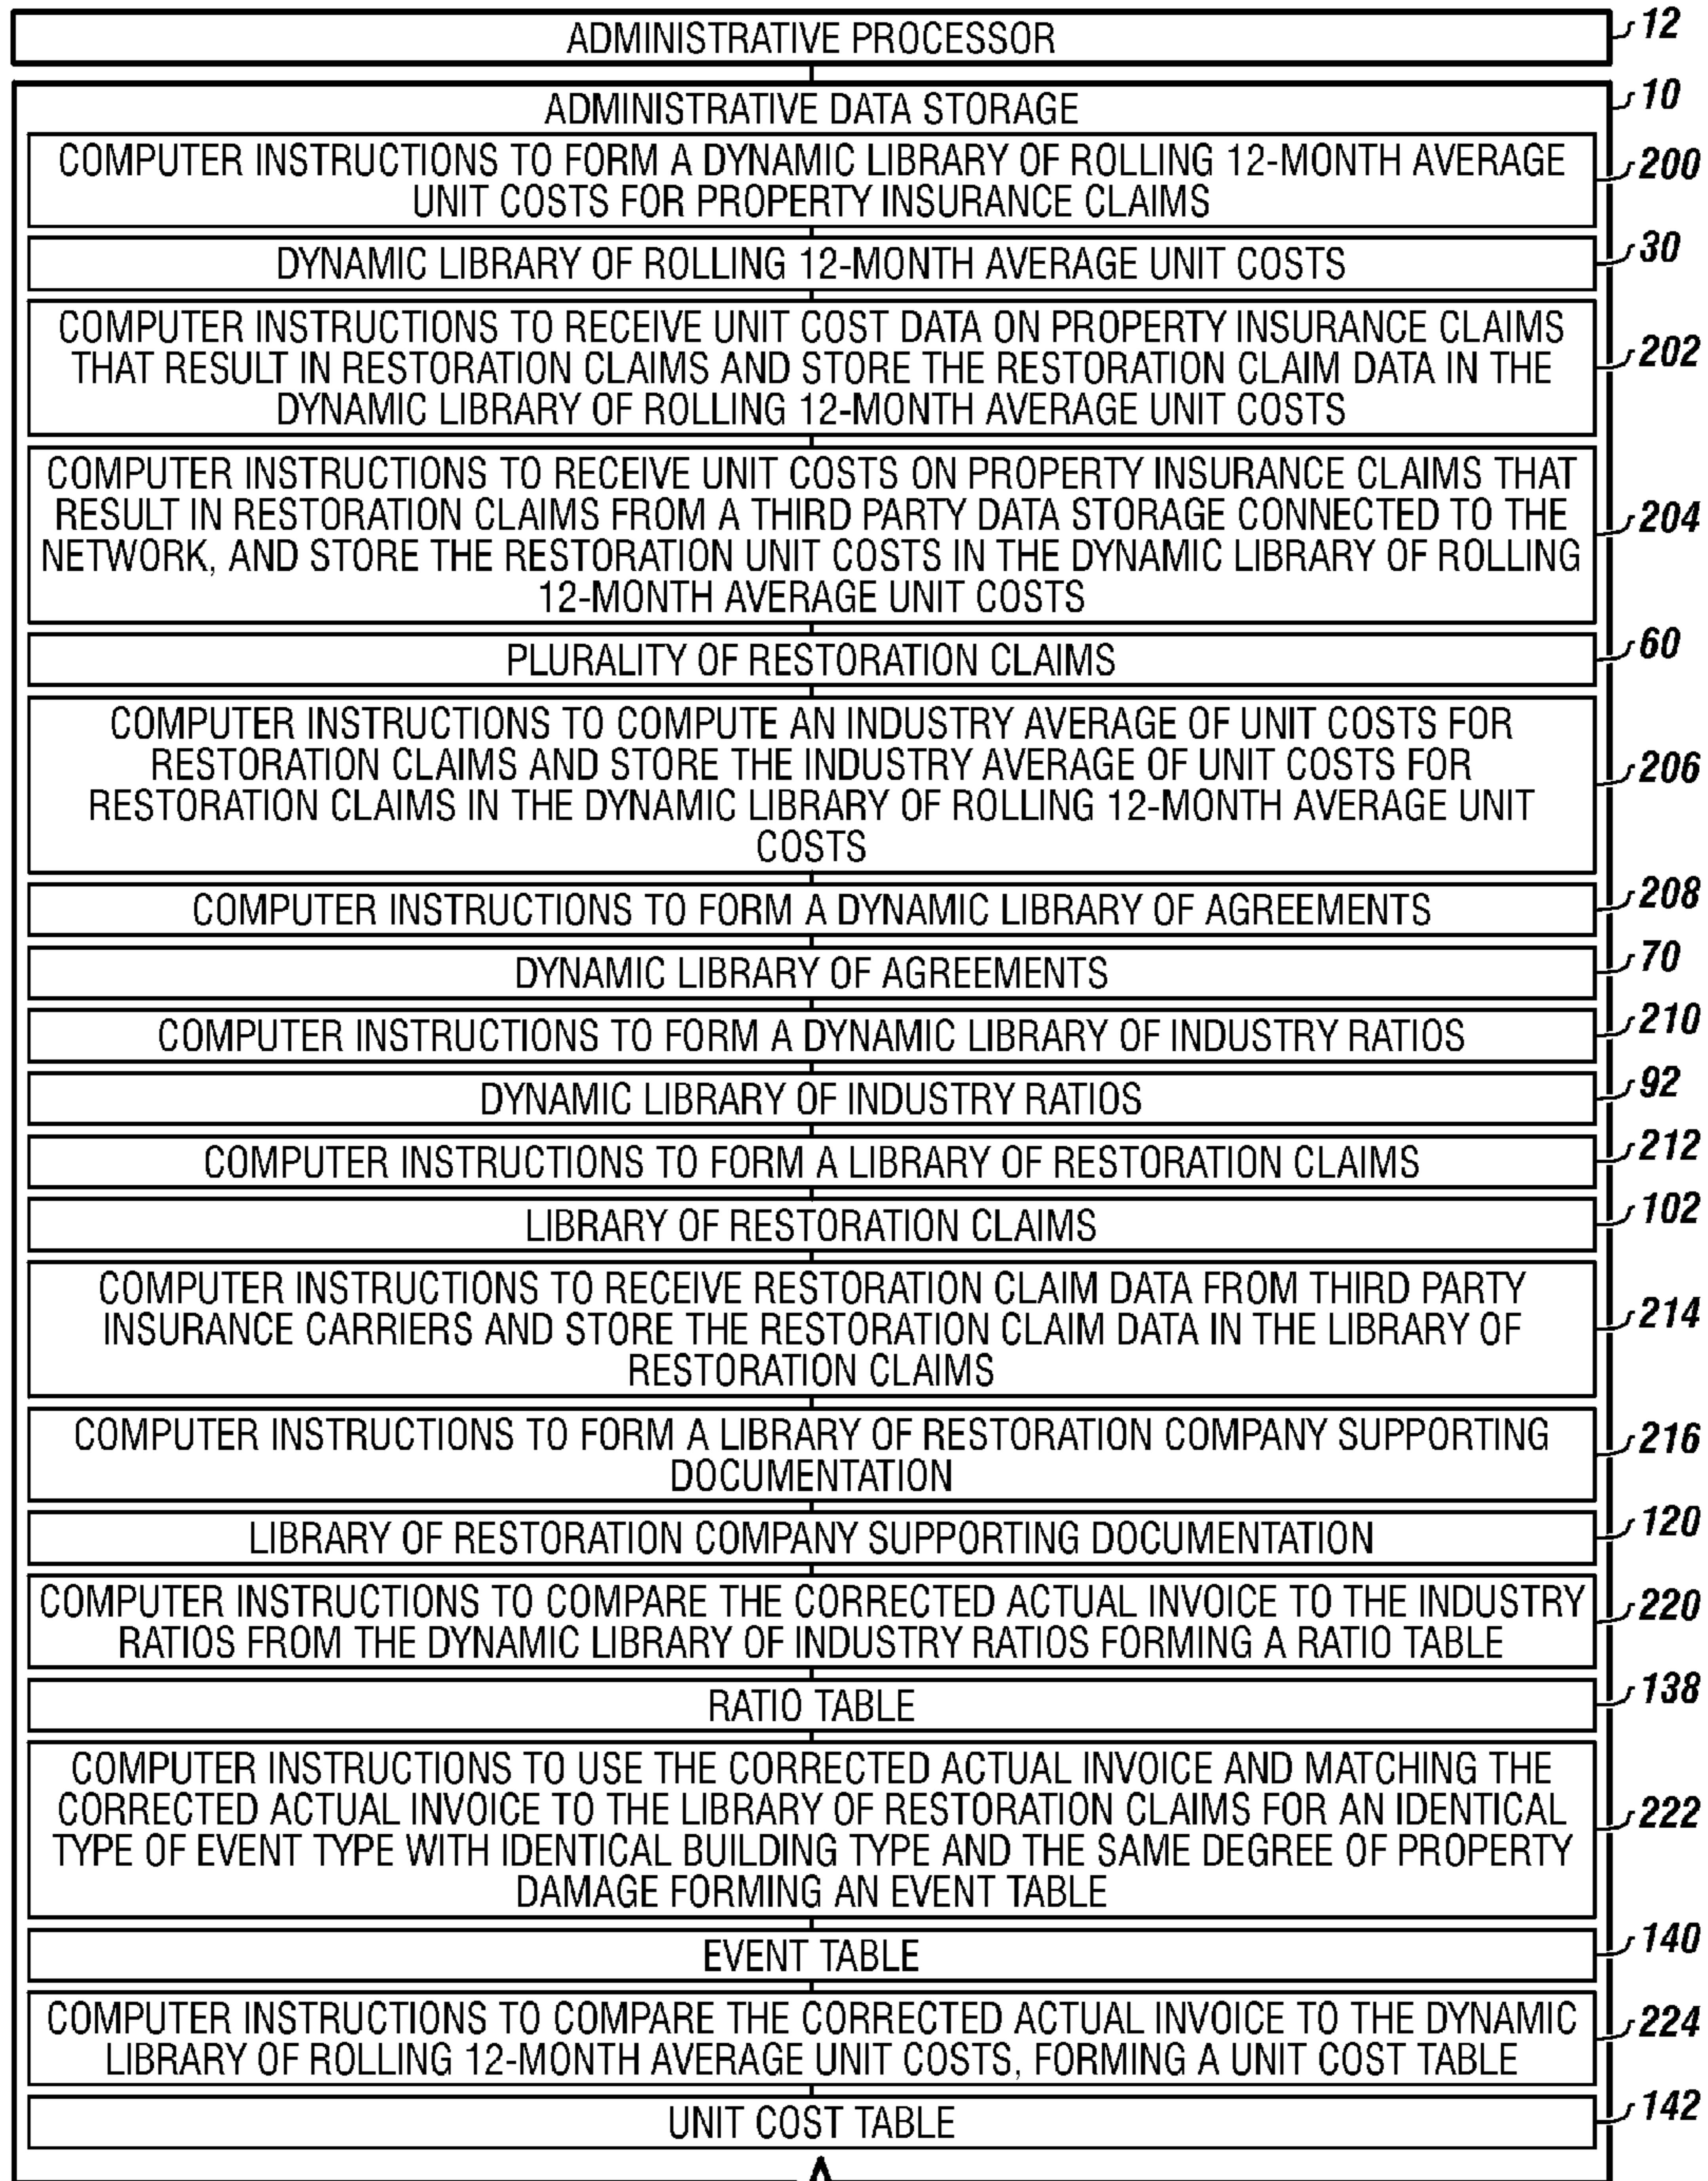 ADMINISTRATIVE PROCESSOR
12
ADMINISTRATIVE DATA STORAGE
10
COMPUTER INSTRUCTIONS TO FORM A DYNAMIC LIBRARY OF ROLLING 12-MONTH AVERAGE
UNIT COSTS FOR PROPERTY INSURANCE CLAIMS
200
DYNAMIC LIBRARY OF ROLLING 12-MONTH AVERAGE UNIT COSTS
30
COMPUTER INSTRUCTIONS TO RECEIVE UNIT COST DATA ON PROPERTY INSURANCE CLAIMS
THAT RESULT IN RESTORATION CLAIMS AND STORE THE RESTORATION CLAIM DATA IN THE
DYNAMIC LIBRARY OF ROLLING 12-MONTH AVERAGE UNIT COSTS
202
COMPUTER INSTRUCTIONS TO RECEIVE UNIT COSTS ON PROPERTY INSURANCE CLAIMS THAT
RESULT IN RESTORATION CLAIMS FROM A THIRD PARTY DATA STORAGE CONNECTED TO THE
NETWORK, AND STORE THE RESTORATION UNIT COSTS IN THE DYNAMIC LIBRARY OF ROLLING
12-MONTH AVERAGE UNIT COSTS
204
PLURALITY OF RESTORATION CLAIMS
60
COMPUTER INSTRUCTIONS TO COMPUTE AN INDUSTRY AVERAGE OF UNIT COSTS FOR
RESTORATION CLAIMS AND STORE THE INDUSTRY AVERAGE OF UNIT COSTS FOR
RESTORATION CLAIMS IN THE DYNAMIC LIBRARY OF ROLLING 12-MONTH AVERAGE UNIT
COSTS
206
COMPUTER INSTRUCTIONS TO FORM A DYNAMIC LIBRARY OF AGREEMENTS
208
DYNAMIC LIBRARY OF AGREEMENTS
70
COMPUTER INSTRUCTIONS TO FORM A DYNAMIC LIBRARY OF INDUSTRY RATIOS
210
DYNAMIC LIBRARY OF INDUSTRY RATIOS
92
COMPUTER INSTRUCTIONS TO FORM A LIBRARY OF RESTORATION CLAIMS
212
LIBRARY OF RESTORATION CLAIMS
102
COMPUTER INSTRUCTIONS TO RECEIVE RESTORATION CLAIM DATA FROM THIRD PARTY
INSURANCE CARRIERS AND STORE THE RESTORATION CLAIM DATA IN THE LIBRARY OF
RESTORATION CLAIMS
214
COMPUTER INSTRUCTIONS TO FORM A LIBRARY OF RESTORATION COMPANY SUPPORTING
DOCUMENTATION
216
LIBRARY OF RESTORATION COMPANY SUPPORTING DOCUMENTATION
120
COMPUTER INSTRUCTIONS TO COMPARE THE CORRECTED ACTUAL INVOICE TO THE INDUSTRY
RATIOS FROM THE DYNAMIC LIBRARY OF INDUSTRY RATIOS FORMING A RATIO TABLE
220
RATIO TABLE
138
COMPUTER INSTRUCTIONS TO USE THE CORRECTED ACTUAL INVOICE AND MATCHING THE
CORRECTED ACTUAL INVOICE TO THE LIBRARY OF RESTORATION CLAIMS FOR AN IDENTICAL
TYPE OF EVENT TYPE WITH IDENTICAL BUILDING TYPE AND THE SAME DEGREE OF PROPERTY
DAMAGE FORMING AN EVENT TABLE
222
EVENT TABLE
140
COMPUTER INSTRUCTIONS TO COMPARE THE CORRECTED ACTUAL INVOICE TO THE DYNAMIC
LIBRARY OF ROLLING 12-MONTH AVERAGE UNIT COSTS, FORMING A UNIT COST TABLE
224
UNIT COST TABLE
142